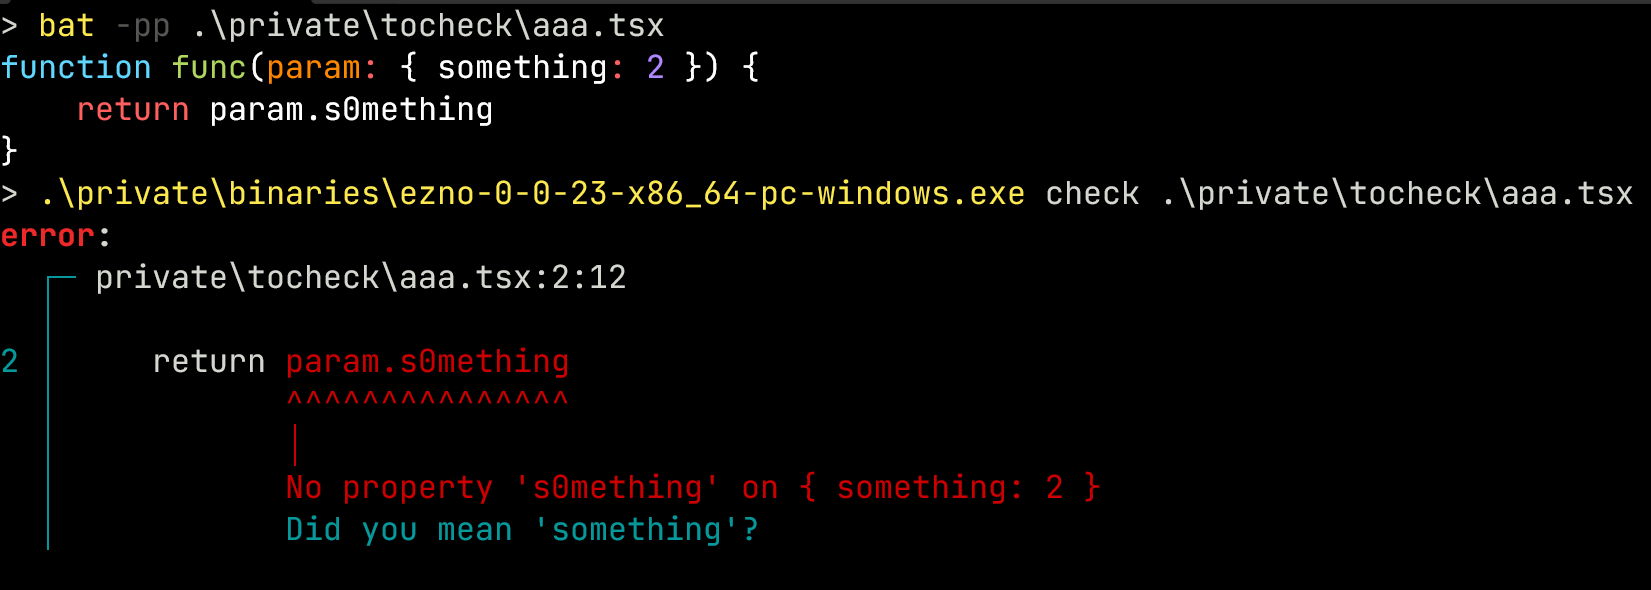 > bat -pp .\private\tocheck\aaa.tsx
function func(param: { something: 2 }) {
    return param.s0mething
}
> .\private\binaries\ezno-0-0-23-x86_64-pc-windows.exe check .\private\tocheck\aaa.tsx
error:
private\tocheck\aaa.tsx:2:12
2 return param.s0mething
^^^^^^^^^^^^^^^
No property 's0mething' on { something: 2 }
Did you mean 'something'?